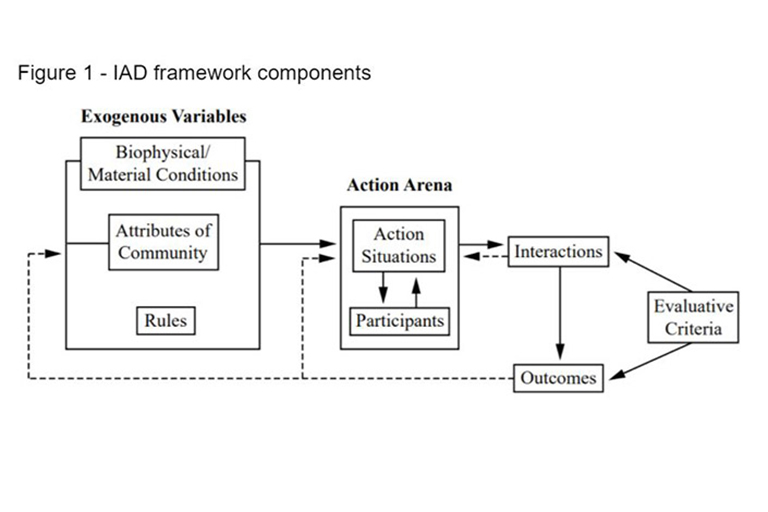 Figure 1 - IAD framework components
Exogenous Variables
Biophysical/
Material Conditions
Attributes of
Community
Rules
Action Arena
Action
Situations
Participants
Interactions
Outcomes
Evaluative
Criteria